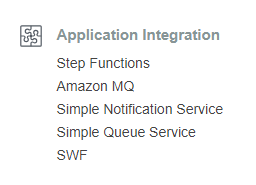 Application Integration
Step Functions
Amazon MQ
Simple Notification Service
Simple Queue Service
SWF